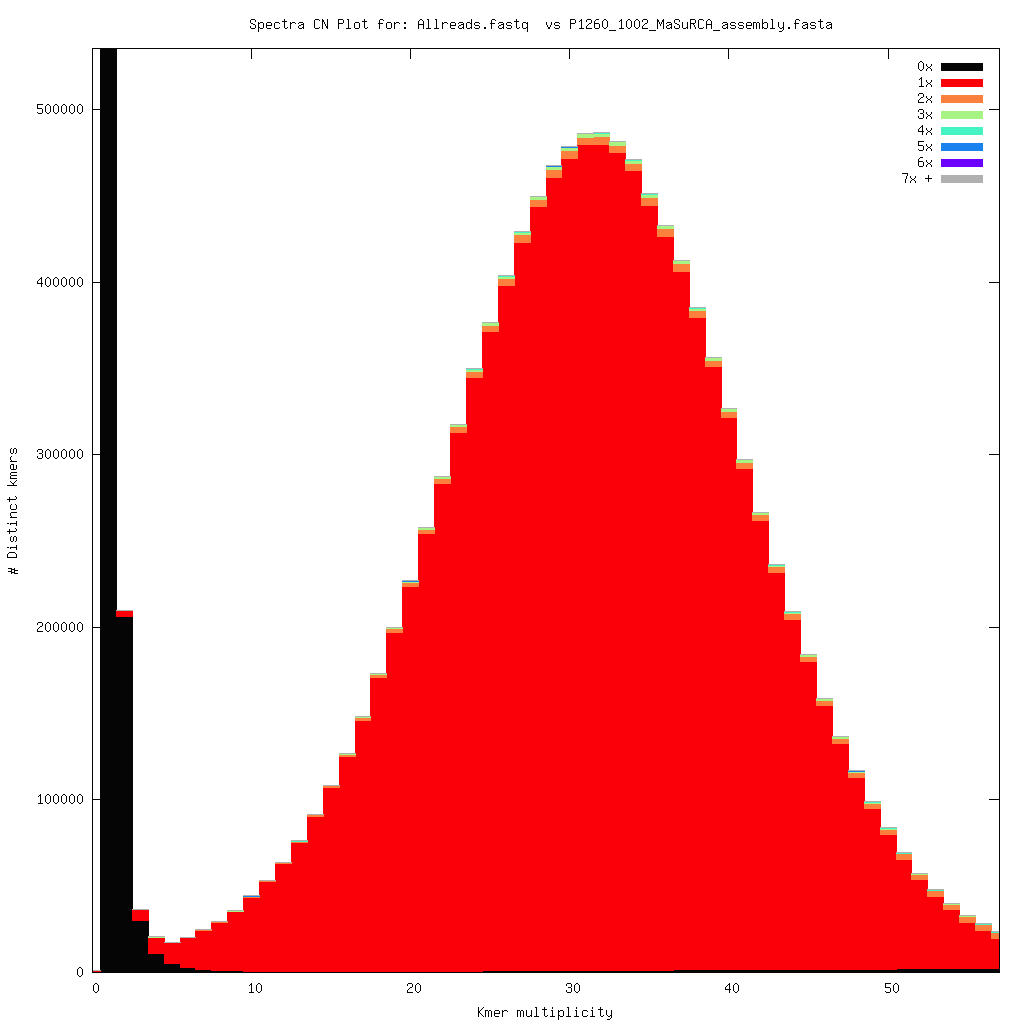 Spectra CN Plot for: Allreads.fastq  vs P1260_1002_MaSuRCA_assembly.fasta
0x
1x
2x
3x
4x
5x
6x
7x +
# Distinct kmers
500000
400000
300000
200000
100000
0
0 10 20 30 40 50
Kmer multiplicity